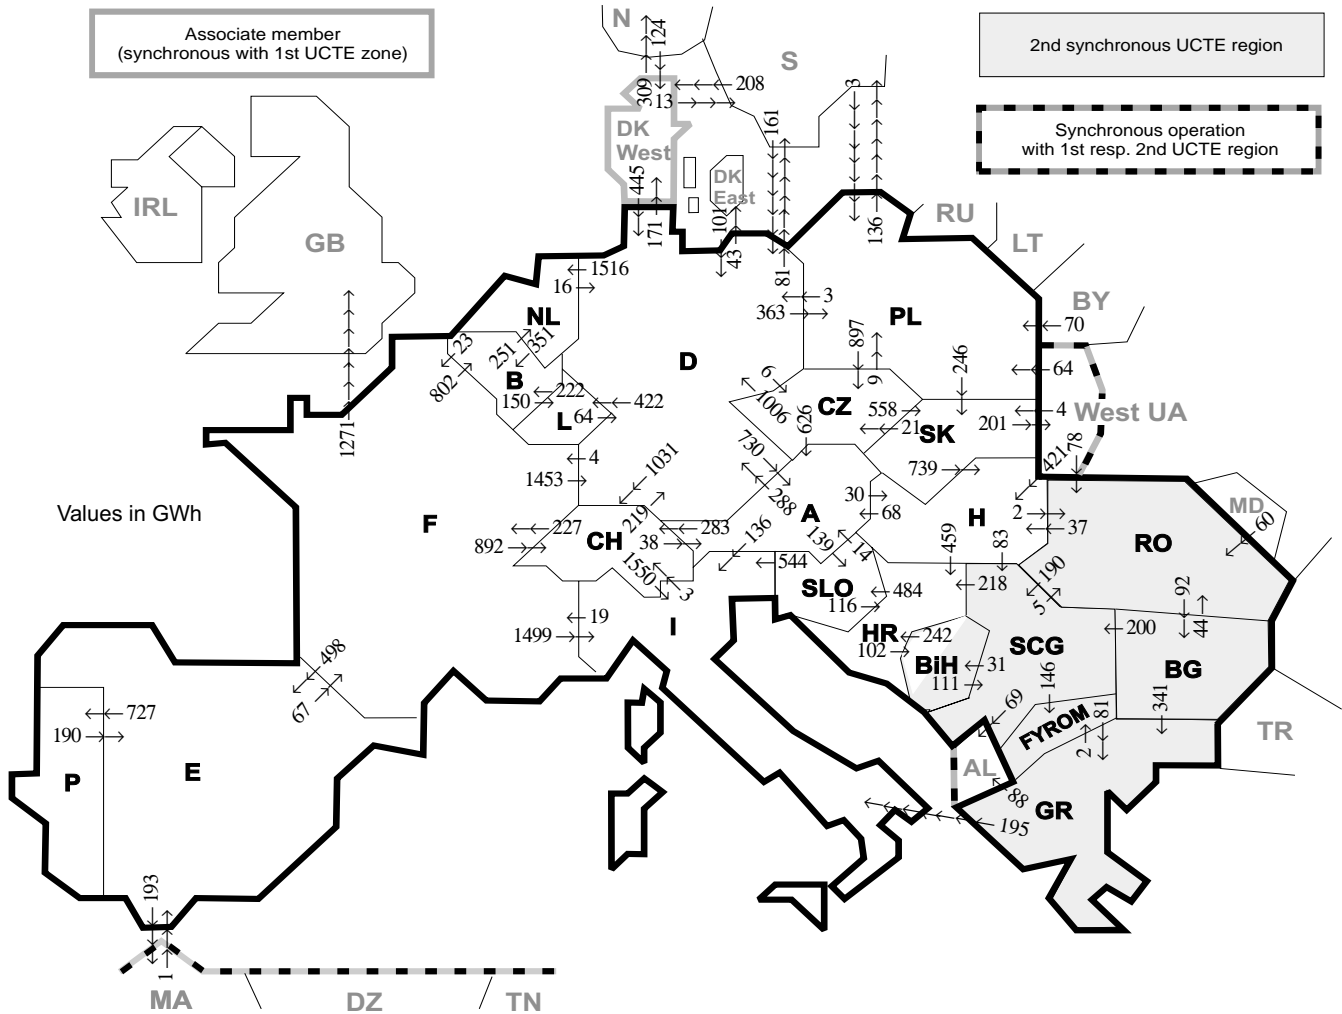 Associate member
(synchronous with 1st UCTE zone)
2nd synchronous UCTE region
Synchronous operation
with 1st resp. 2nd UCTE region
N
124
309
S
208
13
3
161
DK
West
DK
East
445
171
101
43
81
136
IRL
GB
RU
LT
BY
1271
1516
16
NL
23
251
351
802
B
150
222
L
64
422
D
363
3
PL
897
9
246
70
64
4
201
West UA
78
421
6
1006
CZ
626
558
21
SK
730
288
739
4
1453
1031
219
Values in GWh
F
227
892
CH
283
38
1550
3
136
A
139
14
30
68
H
459
83
2
37
RO
MD
60
544
SLO
116
484
218
190
5
92
44
19
1499
I
HR
242
102
BiH
31
111
SCG
200
BG
341
146
69
FYROM
81
2
TR
AL
88
GR
195
498
67
727
190
P
E
193
1
MA
DZ
TN